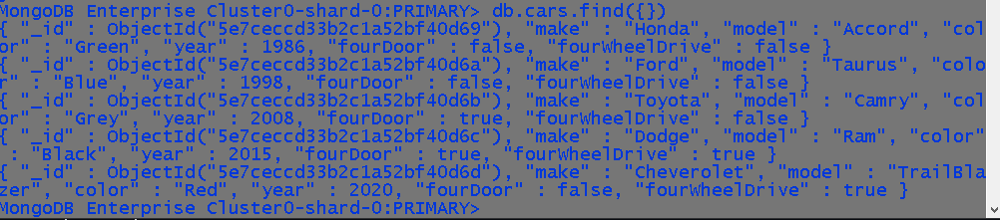 MongoDB Enterprise Cluster0-shard-0:PRIMARY> db.cars.find({})
{ "_id" : ObjectId("5e7ceccd33b2c1a52bf40d69"), "make" : "Honda", "model" : "Accord", "col
or" : "Green", "year" : 1986, "fourDoor" : false, "fourWheelDrive" : false }
{ "_id" : ObjectId("5e7ceccd33b2c1a52bf40d6a"), "make" : "Ford", "model" : "Taurus", "colo
r" : "Blue", "year" : 1998, "fourDoor" : false, "fourWheelDrive" : false }
{ "_id" : ObjectId("5e7ceccd33b2c1a52bf40d6b"), "make" : "Toyota", "model" : "Camry", "col
or" : "Grey", "year" : 2008, "fourDoor" : true, "fourWheelDrive" : false }
{ "_id" : ObjectId("5e7ceccd33b2c1a52bf40d6c"), "make" : "Dodge", "model" : "Ram", "color"
 : "Black", "year" : 2015, "fourDoor" : true, "fourWheelDrive" : true }
{ "_id" : ObjectId("5e7ceccd33b2c1a52bf40d6d"), "make" : "Cheverolet", "model" : "TrailBla
zer", "color" : "Red", "year" : 2020, "fourDoor" : false, "fourWheelDrive" : true }
MongoDB Enterprise Cluster0-shard-0:PRIMARY>